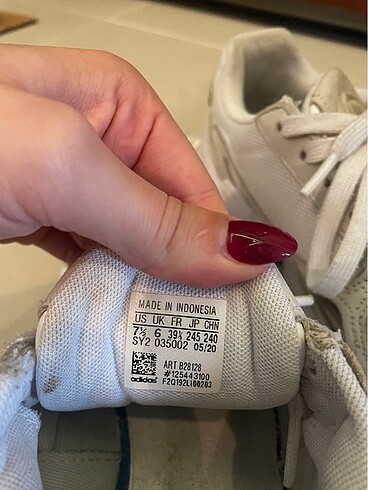 MADE IN INDONESIA
US UK FR JP CHN
7½ 6 39⅓ 245 240
SY2 035002 05/20
ART B28128
#125443100
adidas F2Q192L100203